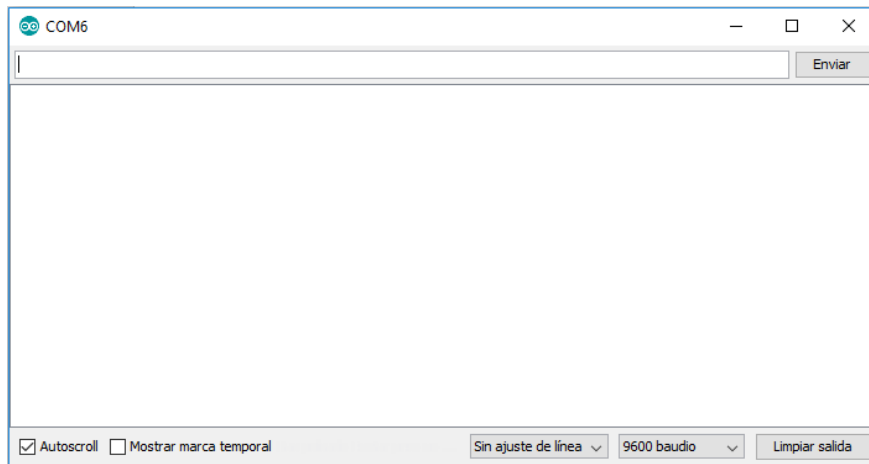 COM6
Enviar
Autoscroll Mostrar marca temporal Sin ajuste de línea 9600 baudio Limpiar salida